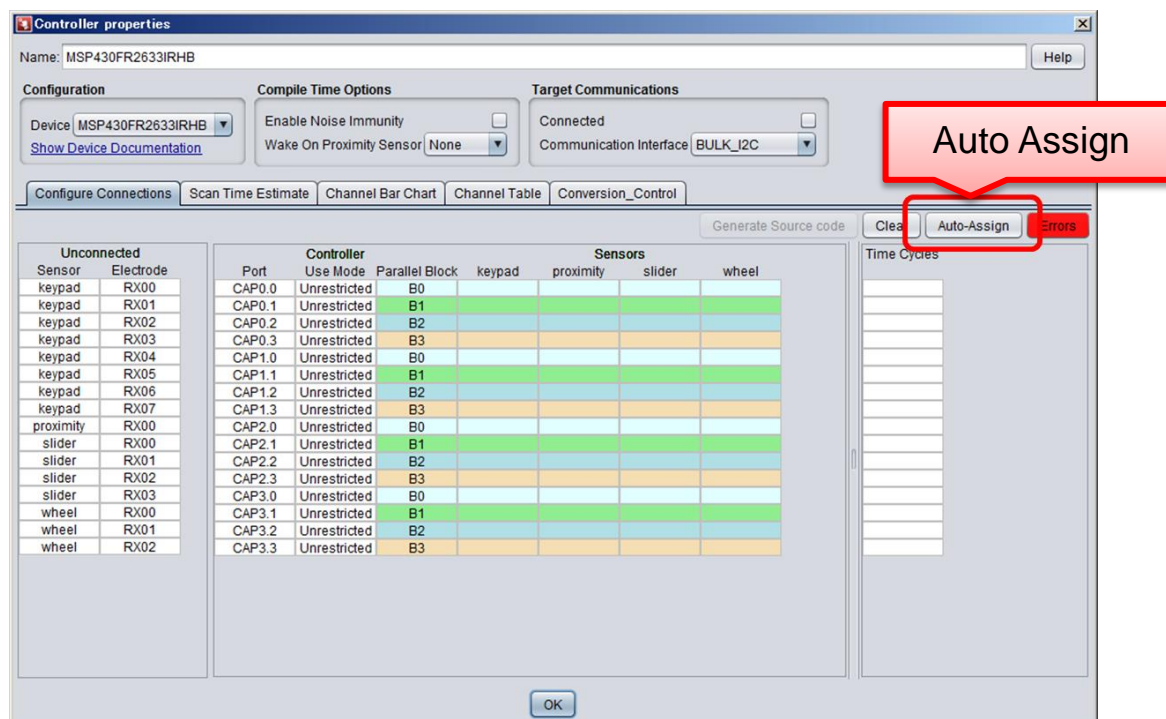 Controller properties
Name: MSP430FR2633IRHB Help
Configuration Compile Time Options Target Communications
Device MSP430FR2633IRHB Enable Noise Immunity Connected
Show Device Documentation Wake On Proximity Sensor None Communication Interface BULK_I2C
Auto Assign
Configure Connections Scan Time Estimate Channel Bar Chart Channel Table Conversion_Control
Generate Source code Clear Auto-Assign Errors
Unconnected Controller Sensors Time Cycles
Sensor Electrode Port Use Mode Parallel Block keypad proximity slider wheel
keypad RX00 CAP0.0 Unrestricted B0
keypad RX01 CAP0.1 Unrestricted B1
keypad RX02 CAP0.2 Unrestricted B2
keypad RX03 CAP0.3 Unrestricted B3
keypad RX04 CAP1.0 Unrestricted B0
keypad RX05 CAP1.1 Unrestricted B1
keypad RX06 CAP1.2 Unrestricted B2
keypad RX07 CAP1.3 Unrestricted B3
proximity RX00 CAP2.0 Unrestricted B0
slider RX00 CAP2.1 Unrestricted B1
slider RX01 CAP2.2 Unrestricted B2
slider RX02 CAP2.3 Unrestricted B3
slider RX03 CAP3.0 Unrestricted B0
wheel RX00 CAP3.1 Unrestricted B1
wheel RX01 CAP3.2 Unrestricted B2
wheel RX02 CAP3.3 Unrestricted B3
OK